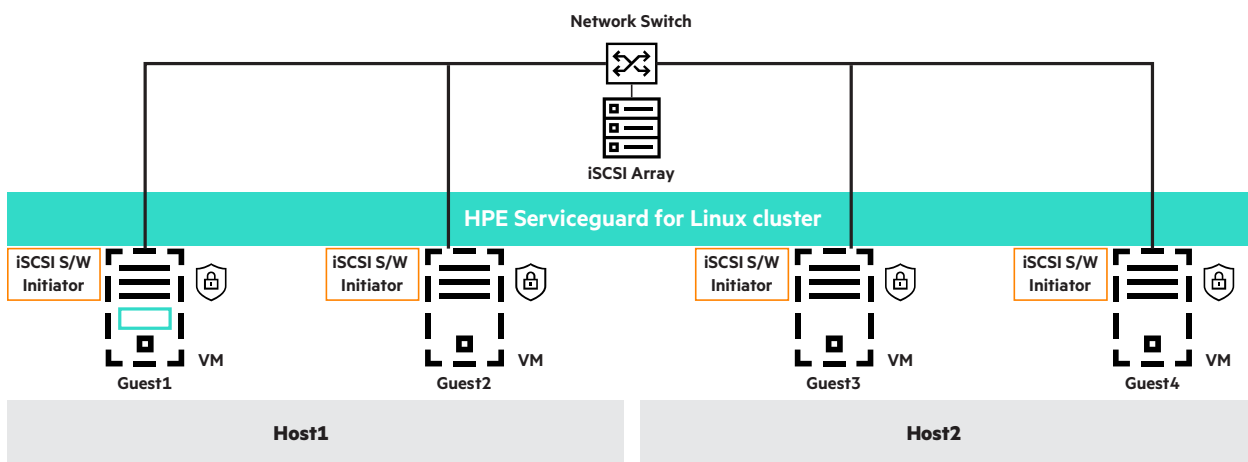 Network Switch
iSCSI Array
HPE Serviceguard for Linux cluster
iSCSI S/W
Initiator
VM
Guest1
iSCSI S/W
Initiator
VM
Guest2
iSCSI S/W
Initiator
VM
Guest3
iSCSI S/W
Initiator
VM
Guest4
Host1
Host2